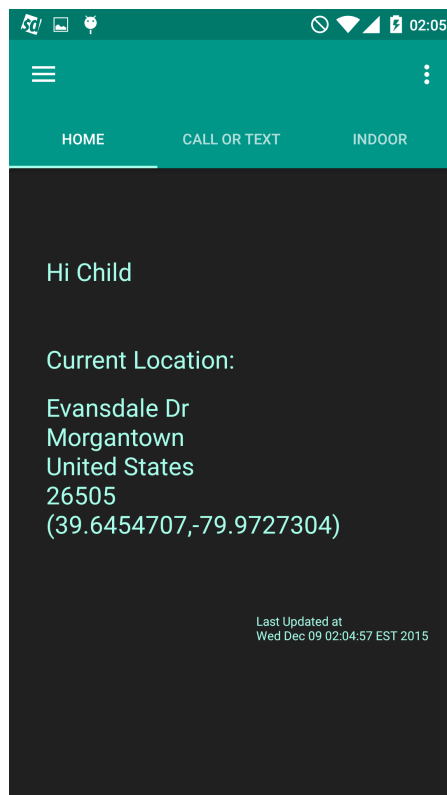 02:05
HOME CALL OR TEXT INDOOR
Hi Child
Current Location:
Evansdale Dr
Morgantown
United States
26505
(39.6454707,-79.9727304)
Last Updated at
Wed Dec 09 02:04:57 EST 2015